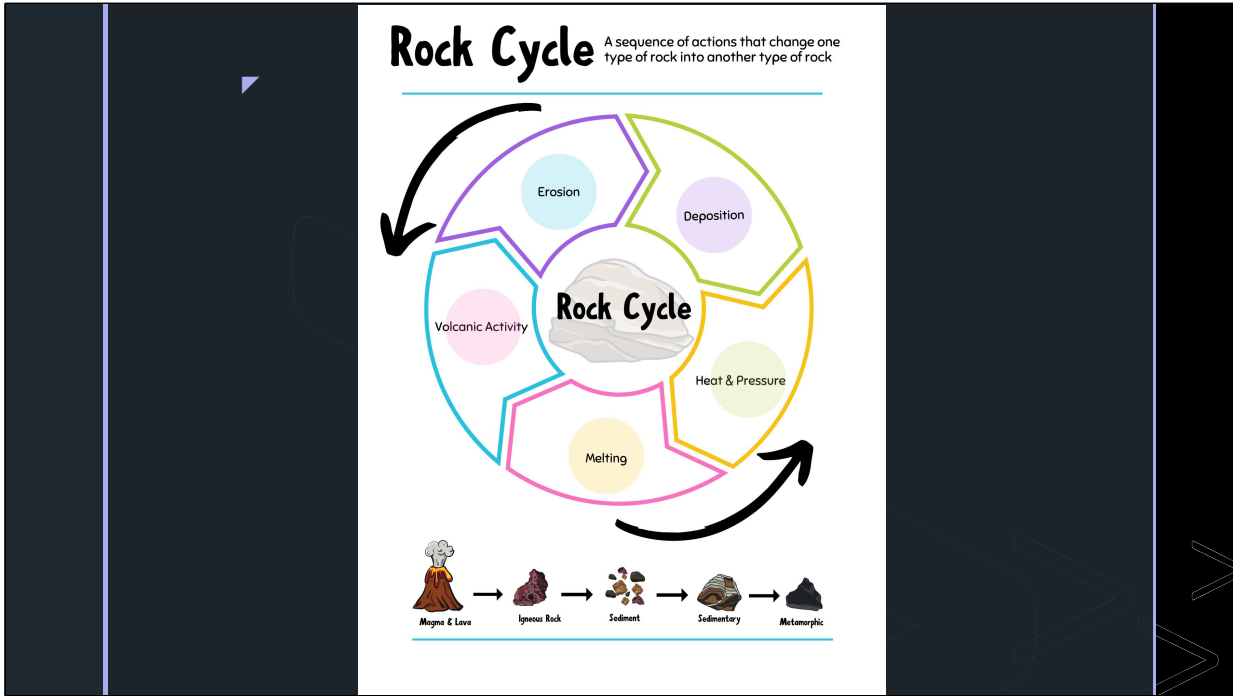 Rock Cycle
A sequence of actions that change one
type of rock into another type of rock
Erosion
Deposition
Rock Cycle
Volcanic Activity
Heat & Pressure
Melting
Magma & Lava
Igneous Rock
Sediment
Sedimentary
Metamorphic